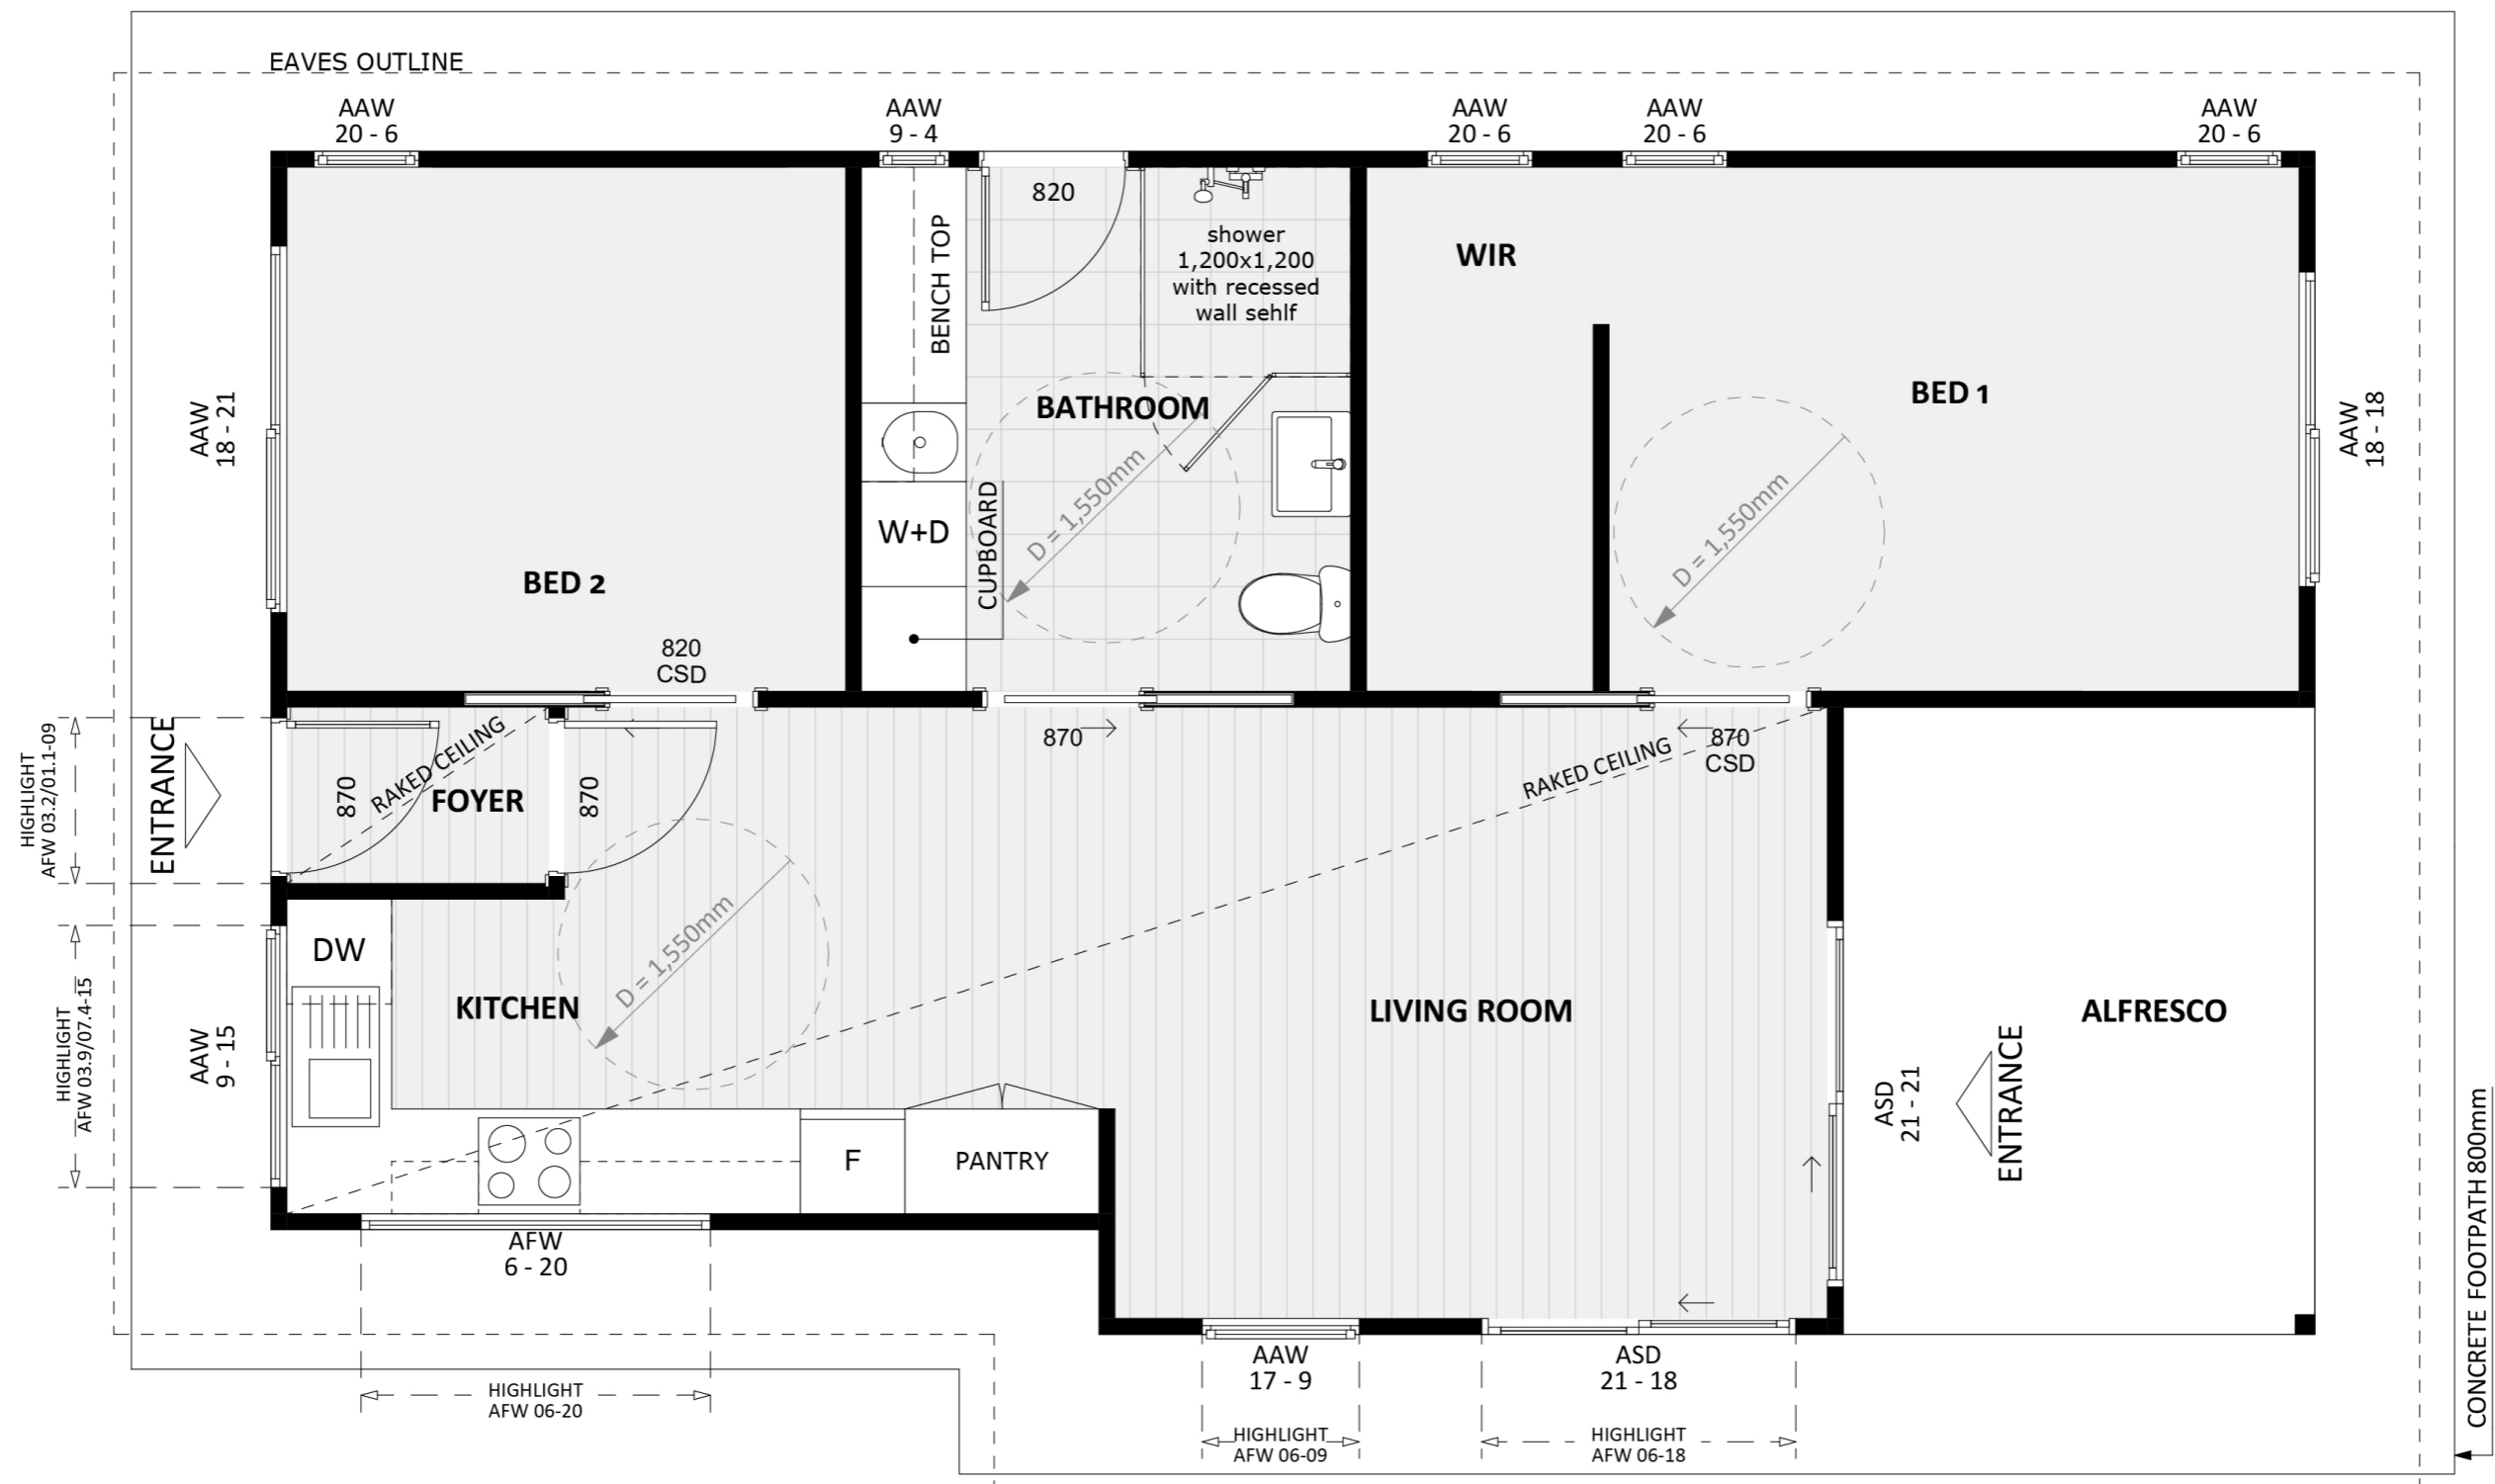 EAVES OUTLINE
AAW
20 - 6
AAW
9 - 4
AAW
20 - 6
AAW
20 - 6
AAW
20 - 6
820
BENCH TOP
shower
1,200x1,200
with recessed
wall sehlf
WIR
BED 1
BATHROOM
AAW
18 - 21
AAW
18 - 18
D = 1,550mm
D = 1,550mm
W+D
CUPBOARD
BED 2
820
CSD
870
870
CSD
RAKED CEILING
HIGHLIGHT
AFW 03.2/01.1-09
ENTRANCE
870
RAKED CEILING
FOYER
870
DW
KITCHEN
D = 1,550mm
LIVING ROOM
ALFRESCO
HIGHLIGHT
AFW 03.9/07.4-15
AAW
9 - 15
ASD
21 - 21
ENTRANCE
F
PANTRY
AFW
6 - 20
HIGHLIGHT
AFW 06-20
AAW
17 - 9
ASD
21 - 18
HIGHLIGHT
AFW 06-09
HIGHLIGHT
AFW 06-18
CONCRETE FOOTPATH 800mm